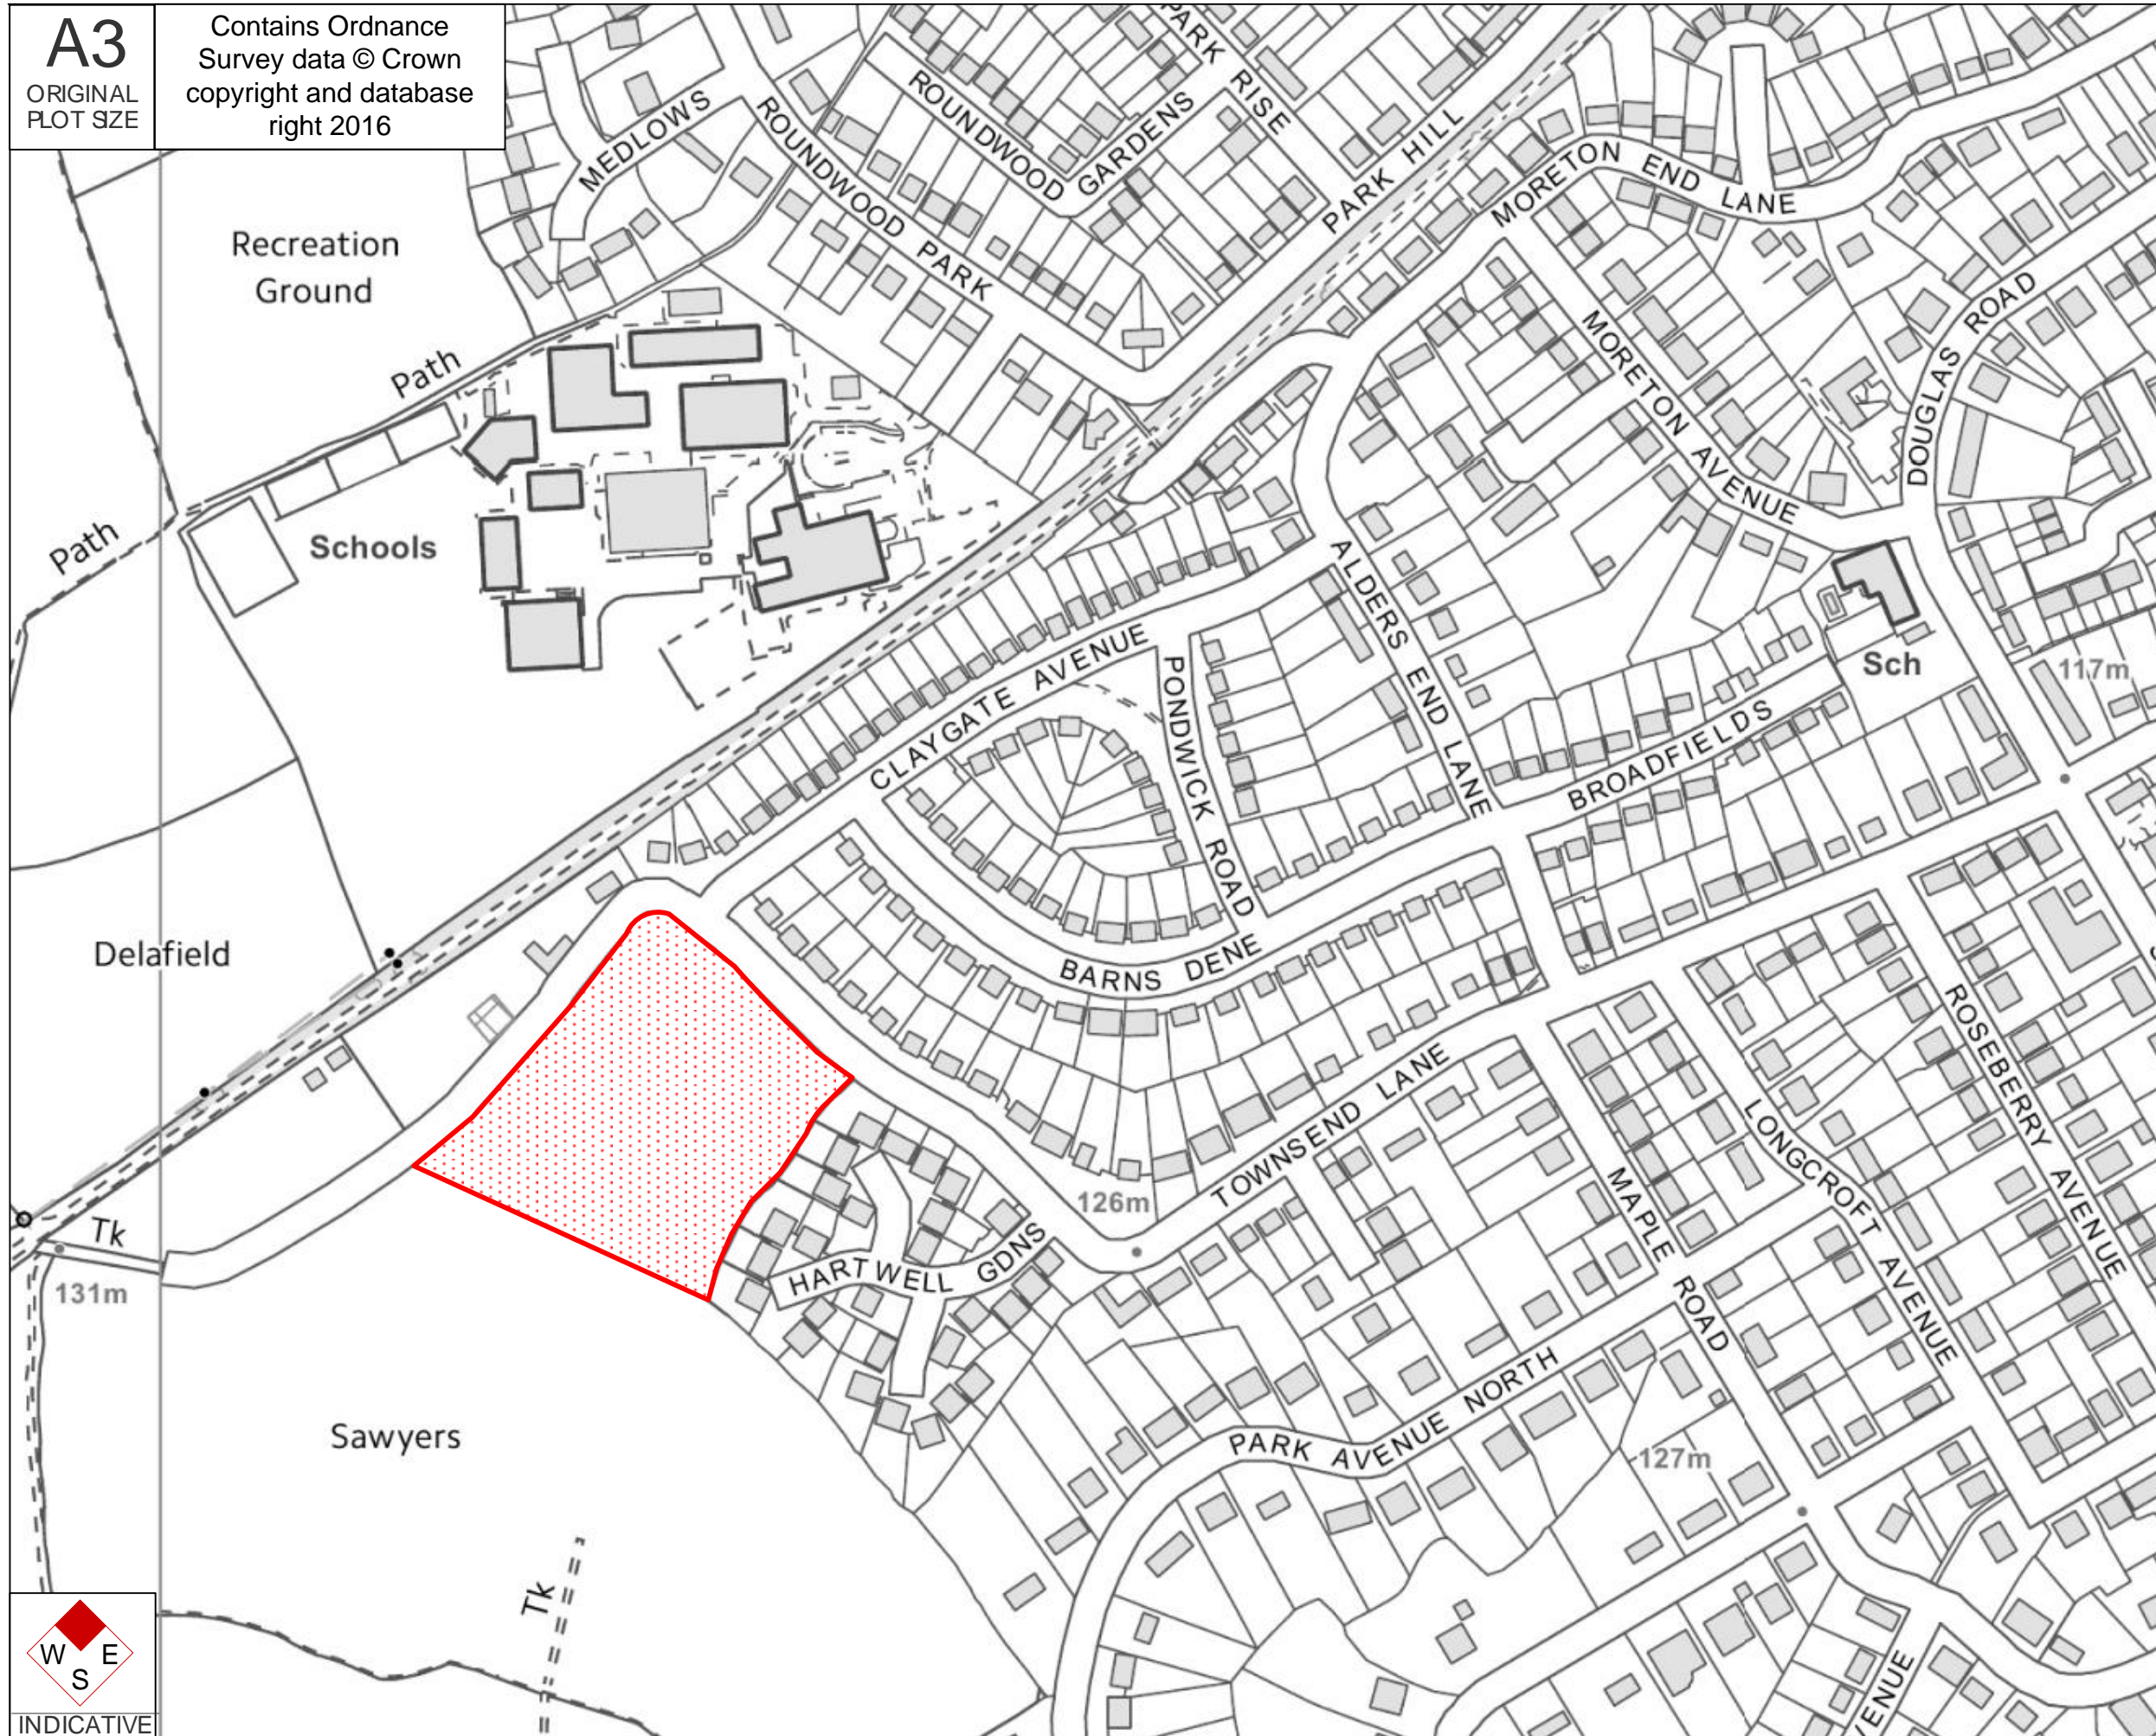 A3
ORIGINAL
PLOT SIZE
Contains Ordnance
Survey data © Crown
copyright and database
right 2016
PARK RISE
ROUNDWOOD GARDENS
MEDLOWS
ROUNDWOOD PARK
PARK HILL
MORETON END LANE
Recreation
Ground
DOUGLAS ROAD
MORETON AVENUE
Path
Path
Schools
ALDERS END LANE
CLAYGATE AVENUE
PONDWICK ROAD
Sch
117m
BROADFIELDS
Delafield
BARNS DENE
ROSEBERRY AVENUE
TOWNSEND LANE
LONGCROFT AVENUE
MAPLE ROAD
126m
Tk
131m
HARTWELL GDNS
PARK AVENUE NORTH
Sawyers
127m
Tk
W E
S
INDICATIVE